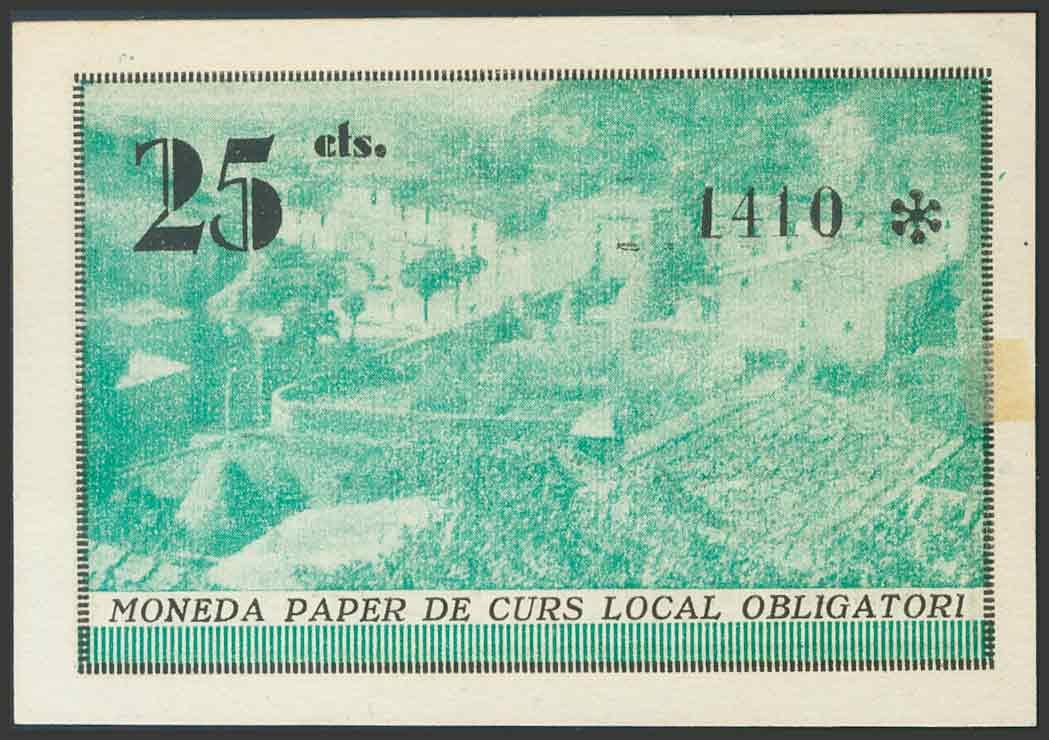 25 cts.
1410 *
MONEDA PAPER DE CURS LOCAL OBLIGATORI